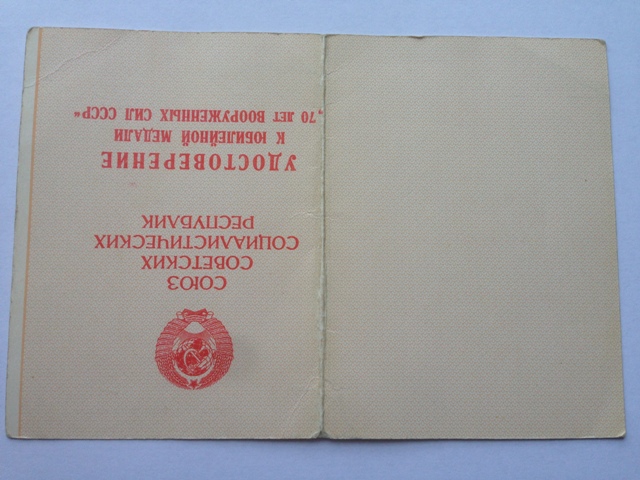 СОЮЗ
СОВЕТСКИХ
СОЦИАЛИСТИЧЕСКИХ
РЕСПУБЛИК
УДОСТОВЕРЕНИЕ
К ЮБИЛЕЙНОЙ МЕДАЛИ
„70 ЛЕТ ВООРУЖЕННЫХ СИЛ СССР“